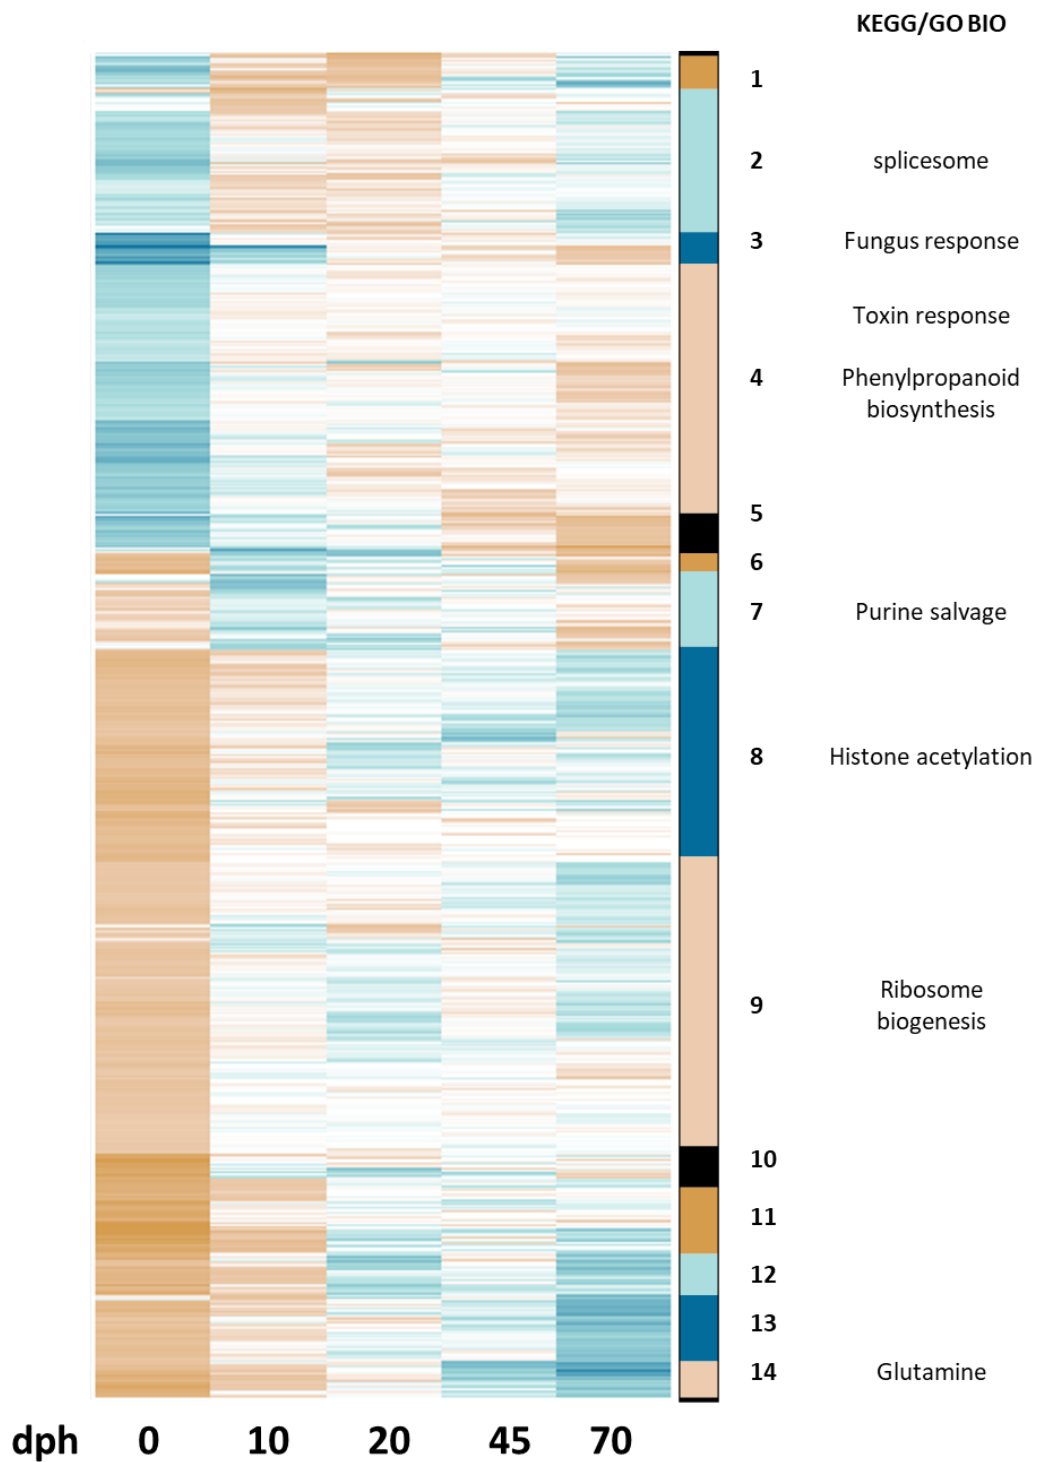 KEGG/GO BIO
1
2 splicesome
3 Fungus response
Toxin response
4 Phenylpropanoid
biosynthesis
5
6
7 Purine salvage
8 Histone acetylation
9 Ribosome
biogenesis
10
11
12
13
14 Glutamine
dph 0 10 20 45 70